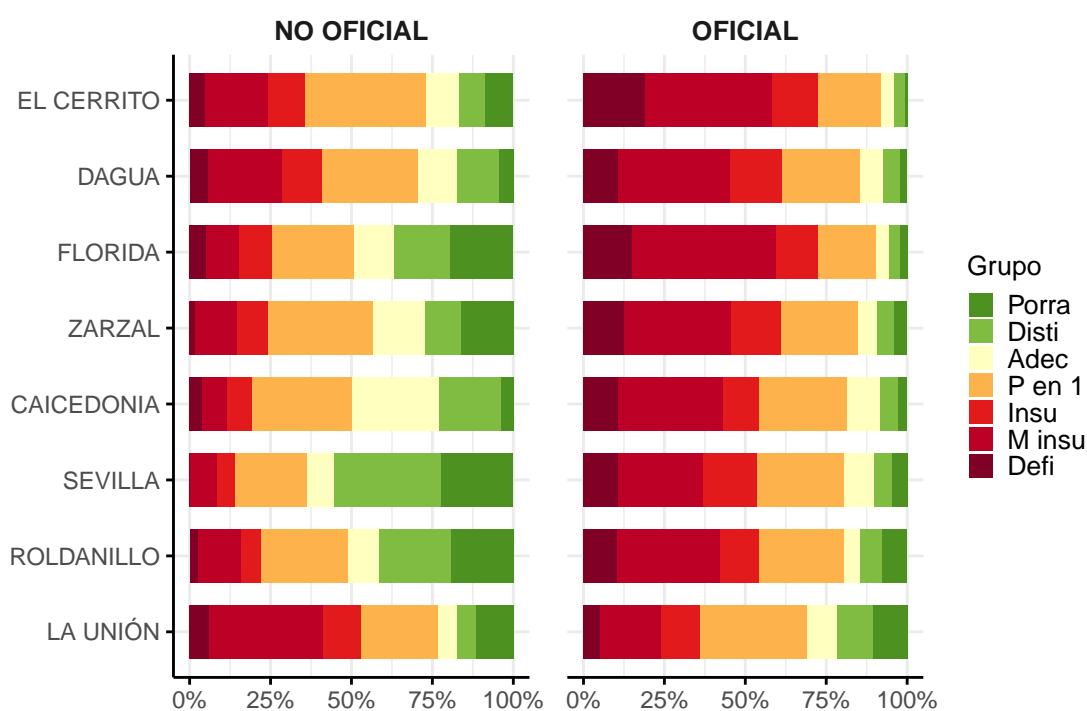 NO OFICIAL
OFICIAL
EL CERRITO
DAGUA
FLORIDA
ZARZAL
CAICEDONIA
SEVILLA
ROLDANILLO
LA UNIÓN
0% 25% 50% 75% 100%
0% 25% 50% 75% 100%
Grupo
Porra
Disti
Adec
P en 1
Insu
M insu
Defi